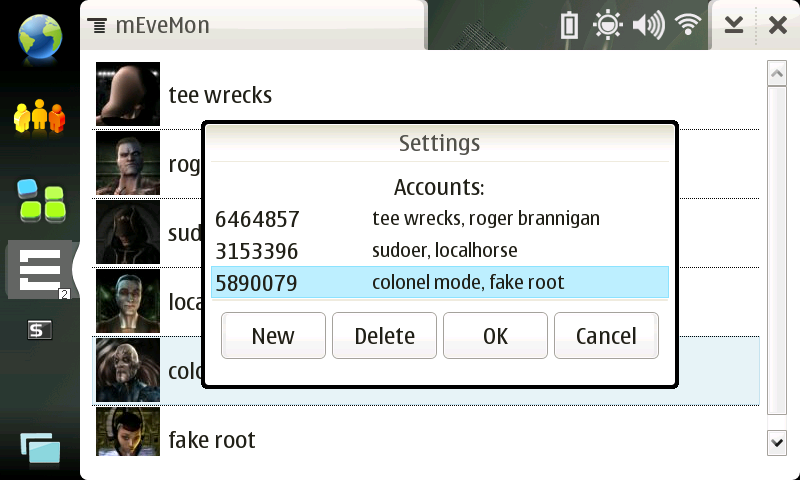 mEveMon
tee wrecks
rog
sud
loca
colo
fake root
Settings
Accounts:
6464857 tee wrecks, roger brannigan
3153396 sudoer, localhorse
5890079 colonel mode, fake root
New Delete OK Cancel
2
$